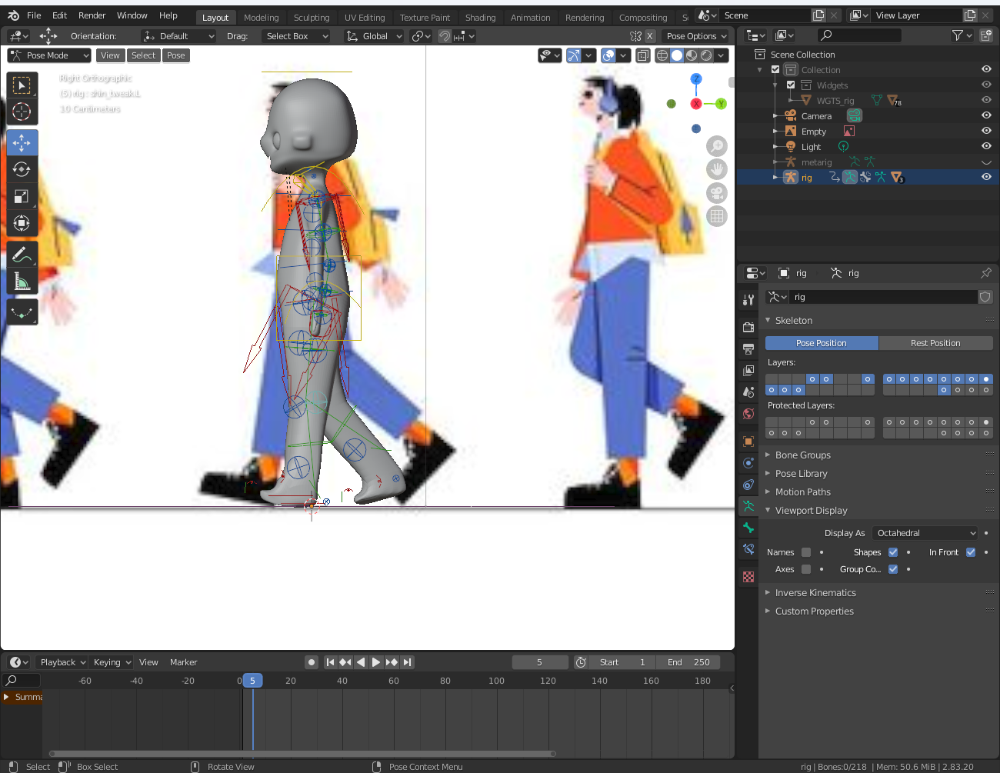 File Edit Render Window Help Layout Modeling Sculpting UV Editing Texture Paint Shading Animation Rendering Compositing S Scene View Layer
Orientation: Default Drag: Select Box Global X Pose Options
Pose Mode View Select Pose
Right Orthographic
(5) rig : shin_tweak.L
10 Centimeters
Z
X
Y
Scene Collection
Collection
Widgets
WGTS_rig 78
Camera
Empty
Light
metarig
rig 3
rig rig
rig
Skeleton
Pose Position Rest Position
Layers:
Protected Layers:
Bone Groups
Pose Library
Motion Paths
Viewport Display
Display As Octahedral
Names Shapes In Front
Axes Group Co...
Inverse Kinematics
Custom Properties
Playback Keying View Marker 5 Start 1 End 250
-60 -40 -20 0 5 20 40 60 80 100 120 140 160 180
Summa
Select Box Select Rotate View Pose Context Menu rig | Bones:0/218 | Mem: 50.6 MiB | 2.83.20